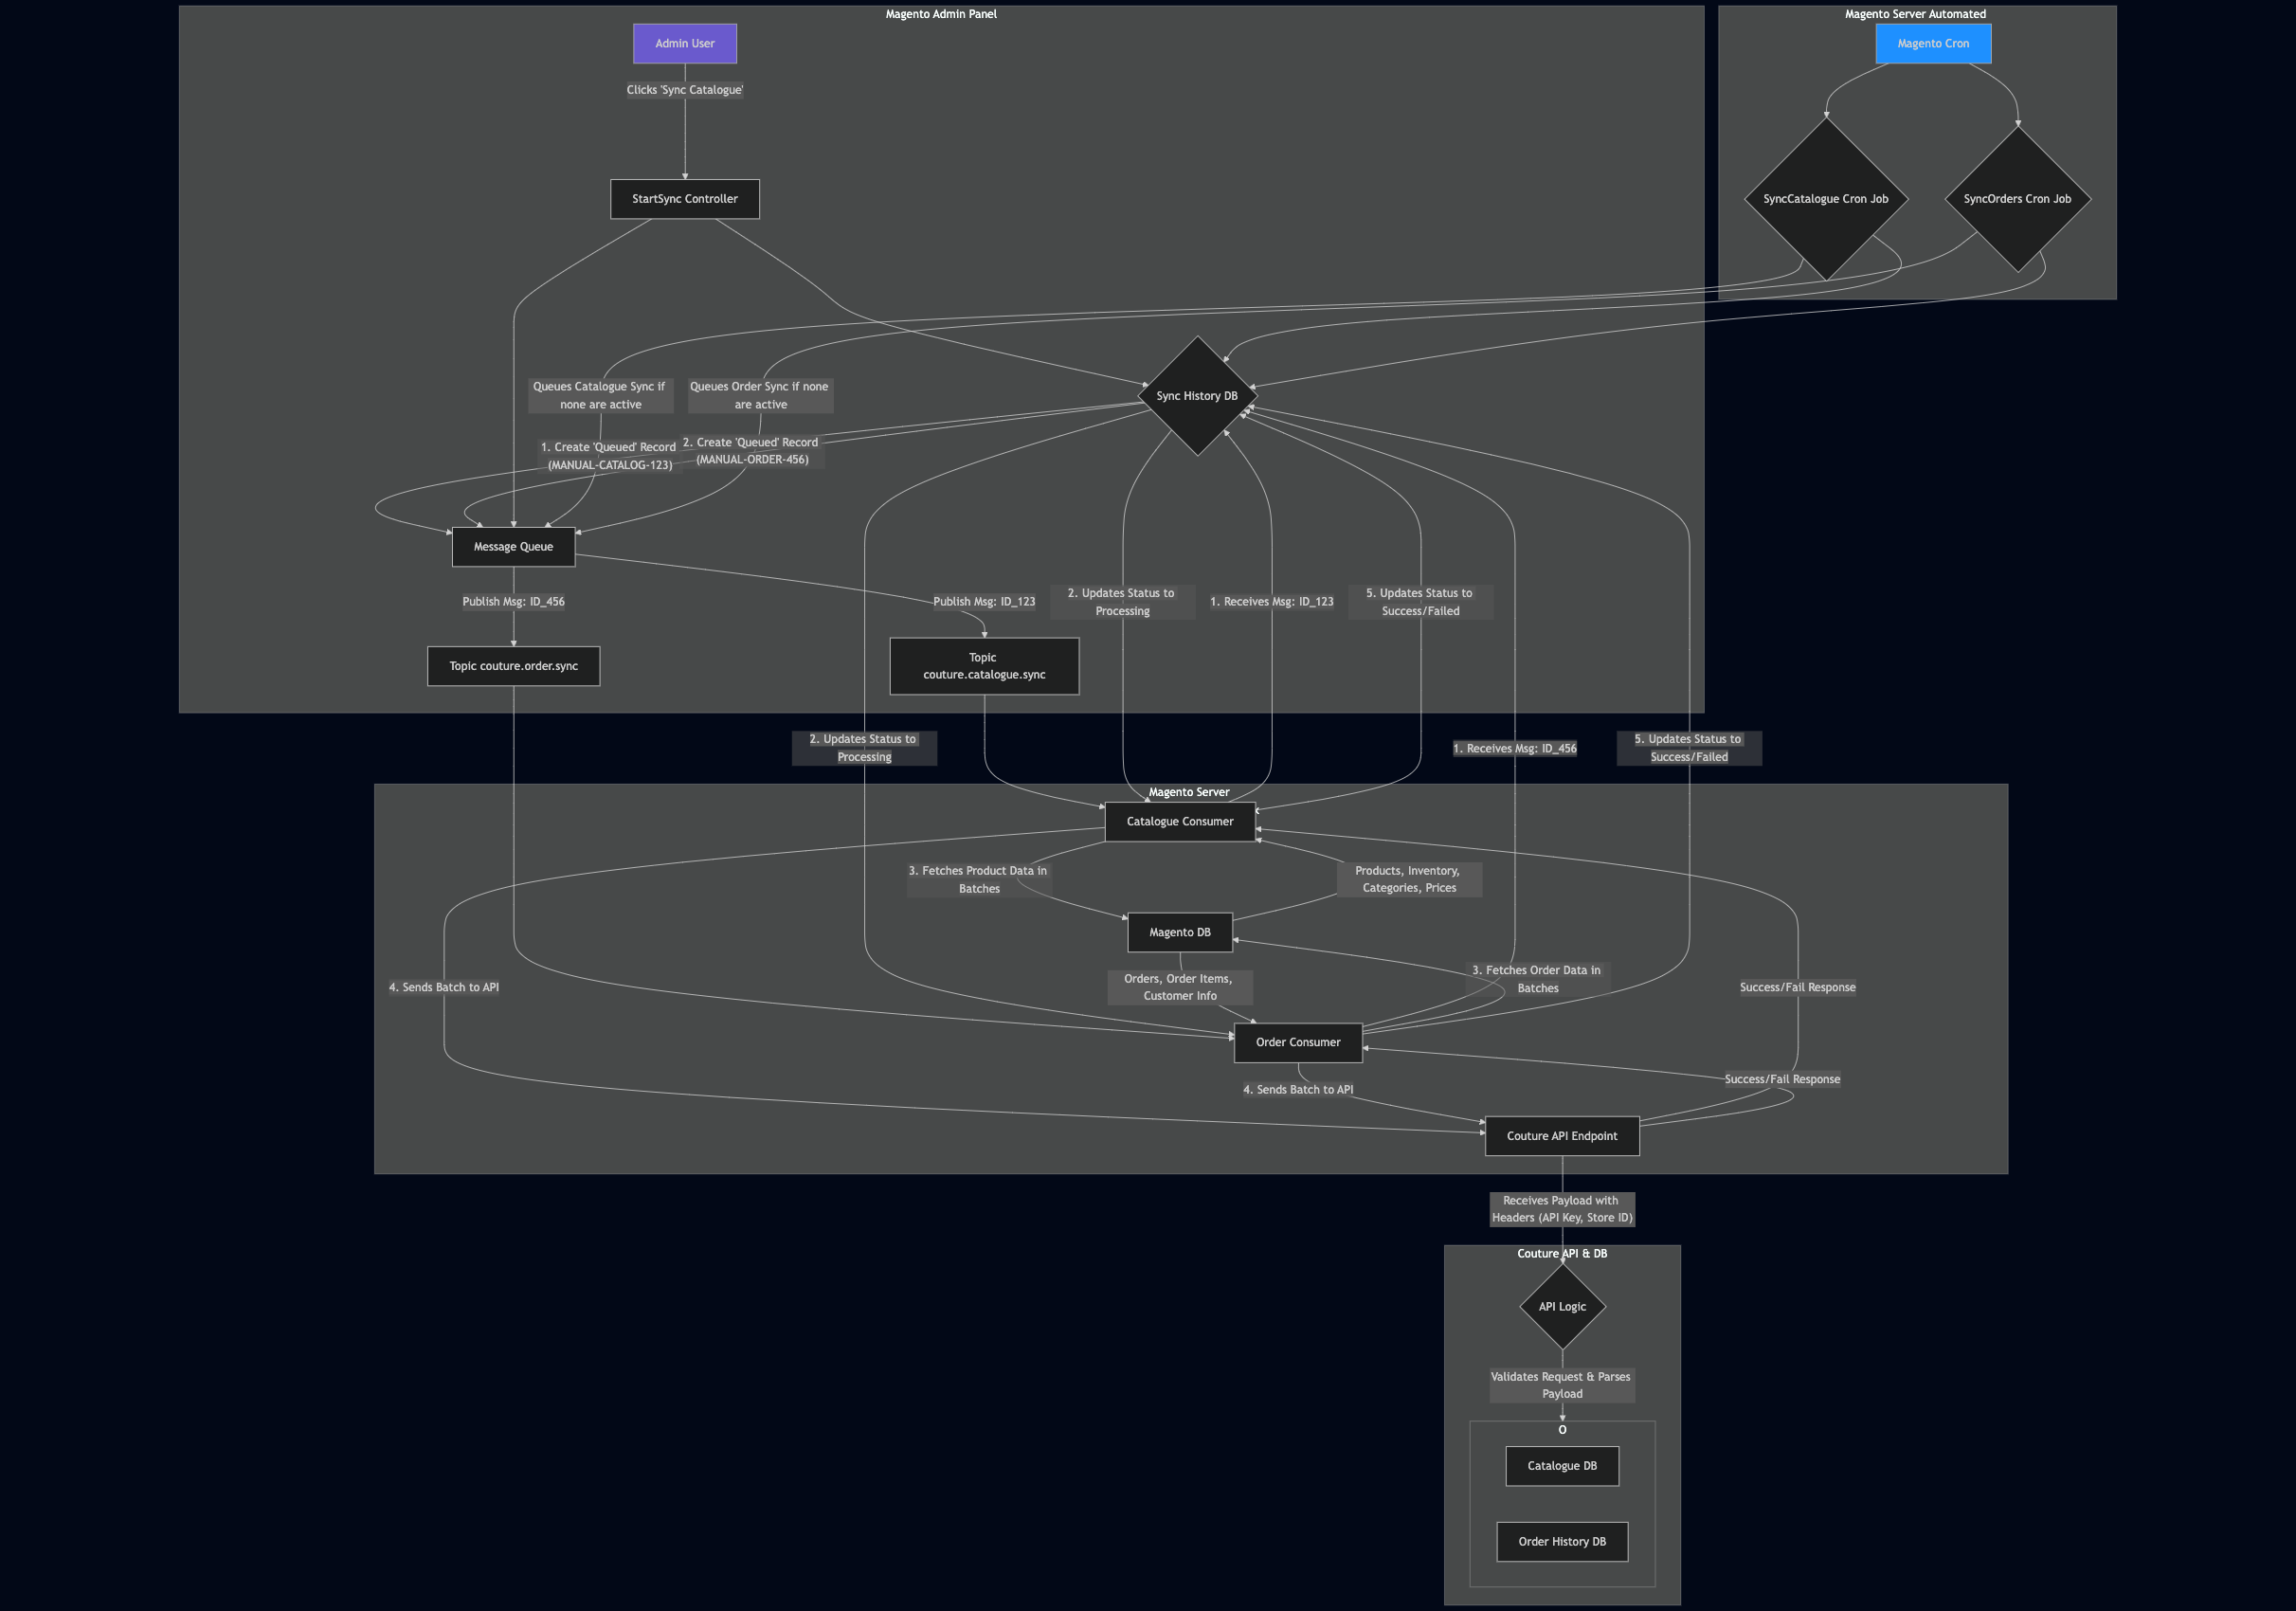 Magento Admin Panel
Magento Server Automated
Admin User
Magento Cron
Clicks 'Sync Catalogue'
StartSync Controller
SyncCatalogue Cron Job
SyncOrders Cron Job
Queues Catalogue Sync if
none are active
Queues Order Sync if none
are active
Sync History DB
1. Create 'Queued' Record
(MANUAL-CATALOG-123)
2. Create 'Queued' Record
(MANUAL-ORDER-456)
Message Queue
Publish Msg: ID_456
Publish Msg: ID_123
2. Updates Status to
Processing
1. Receives Msg: ID_123
5. Updates Status to
Success/Failed
Topic couture.order.sync
Topic
couture.catalogue.sync
2. Updates Status to
Processing
1. Receives Msg: ID_456
5. Updates Status to
Success/Failed
Magento Server
Catalogue Consumer
3. Fetches Product Data in
Batches
Products, Inventory,
Categories, Prices
Magento DB
4. Sends Batch to API
Orders, Order Items,
Customer Info
3. Fetches Order Data in
Batches
Success/Fail Response
Order Consumer
4. Sends Batch to API
Success/Fail Response
Couture API Endpoint
Receives Payload with
Headers (API Key, Store ID)
Couture API & DB
API Logic
Validates Request & Parses
Payload
O
Catalogue DB
Order History DB